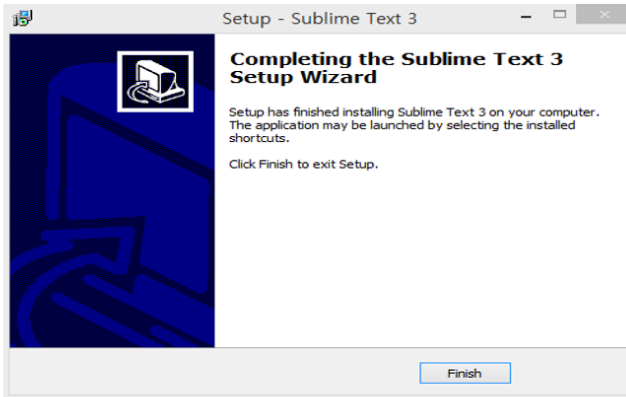 Setup - Sublime Text 3
Completing the Sublime Text 3
Setup Wizard
Setup has finished installing Sublime Text 3 on your computer.
The application may be launched by selecting the installed
shortcuts.
Click Finish to exit Setup.
Finish